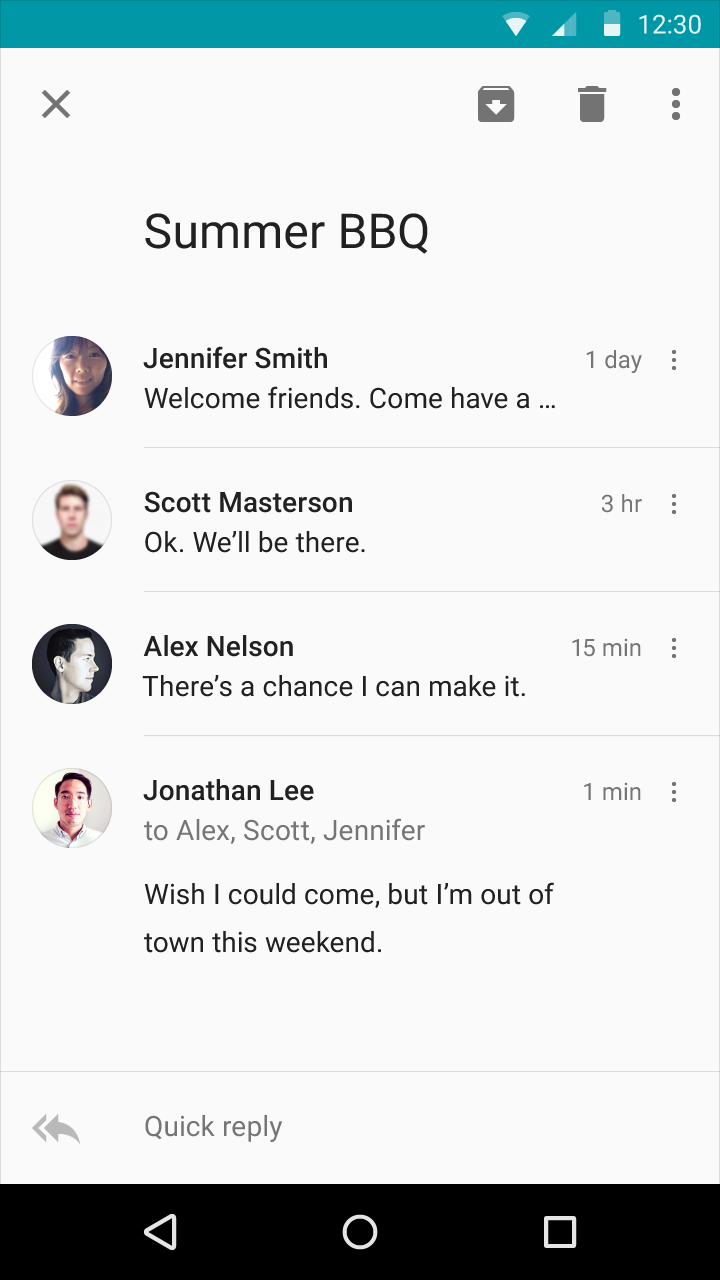 12:30
Summer BBQ
Jennifer Smith 1 day
Welcome friends. Come have a ...
Scott Masterson 3 hr
Ok. We’ll be there.
Alex Nelson 15 min
There’s a chance I can make it.
Jonathan Lee 1 min
to Alex, Scott, Jennifer
Wish I could come, but I’m out of
town this weekend.
Quick reply